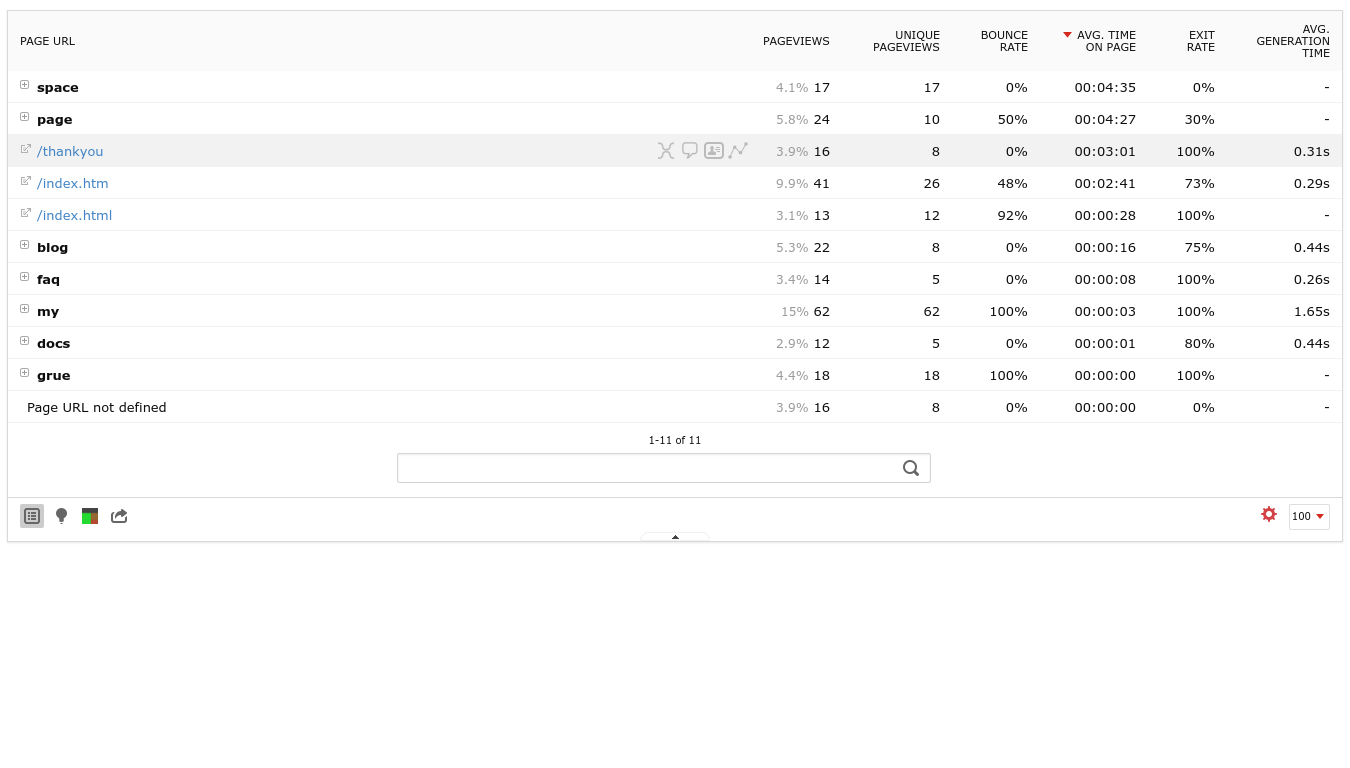 PAGE URL PAGEVIEWS UNIQUE PAGEVIEWS BOUNCE RATE AVG. TIME ON PAGE EXIT RATE AVG. GENERATION TIME
space 4.1% 17 17 0% 00:04:35 0% -
page 5.8% 24 10 50% 00:04:27 30% -
/thankyou 3.9% 16 8 0% 00:03:01 100% 0.31s
/index.htm 9.9% 41 26 48% 00:02:41 73% 0.29s
/index.html 3.1% 13 12 92% 00:00:28 100% -
blog 5.3% 22 8 0% 00:00:16 75% 0.44s
faq 3.4% 14 5 0% 00:00:08 100% 0.26s
my 15% 62 62 100% 00:00:03 100% 1.65s
docs 2.9% 12 5 0% 00:00:01 80% 0.44s
grue 4.4% 18 18 100% 00:00:00 100% -
Page URL not defined 3.9% 16 8 0% 00:00:00 0% -
1-11 of 11
100